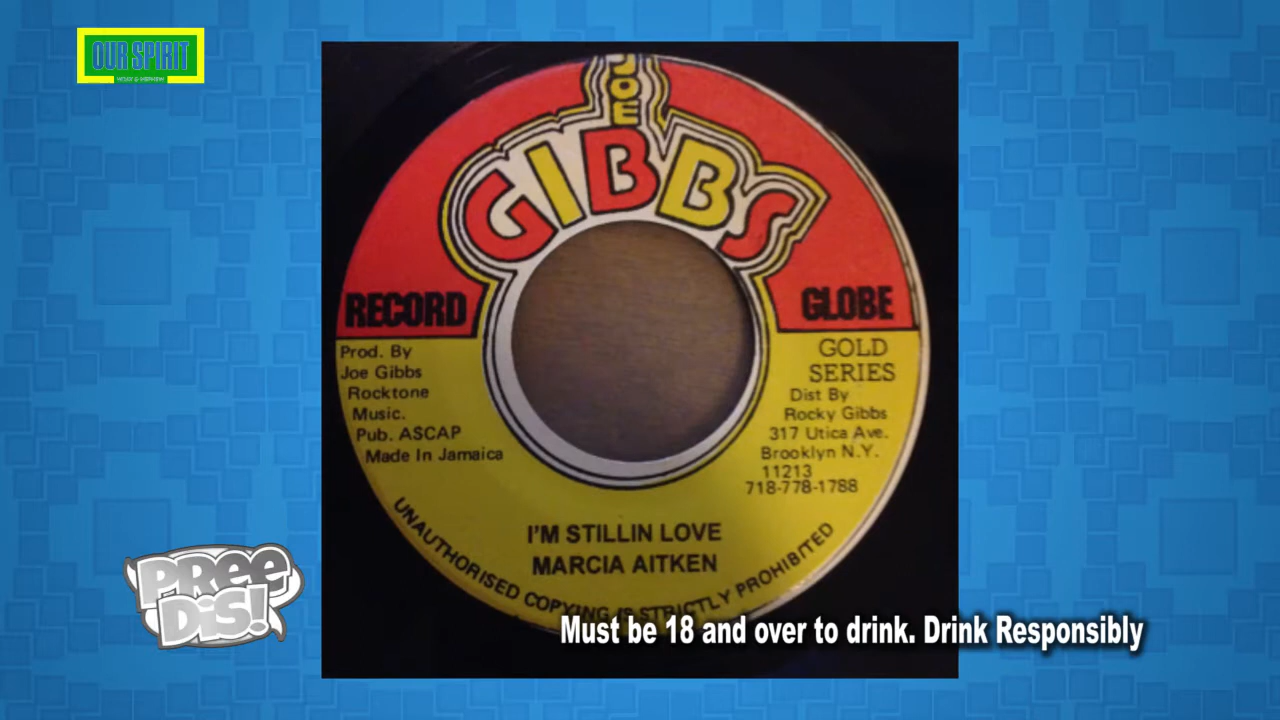 OUR SPIRIT
JOE
GIBBS
RECORD
GLOBE
Prod. By
Joe Gibbs
Rocktone
Music.
Pub. ASCAP
Made In Jamaica
GOLD
SERIES
Dist By
Rocky Gibbs
317 Utica Ave.
Brooklyn N.Y.
11213
718-778-1788
I'M STILLIN LOVE
MARCIA AITKEN
UNAUTHORISED COPYING IS STRICTLY PROHIBITED
PRee
DiS!
Must be 18 and over to drink. Drink Responsibly